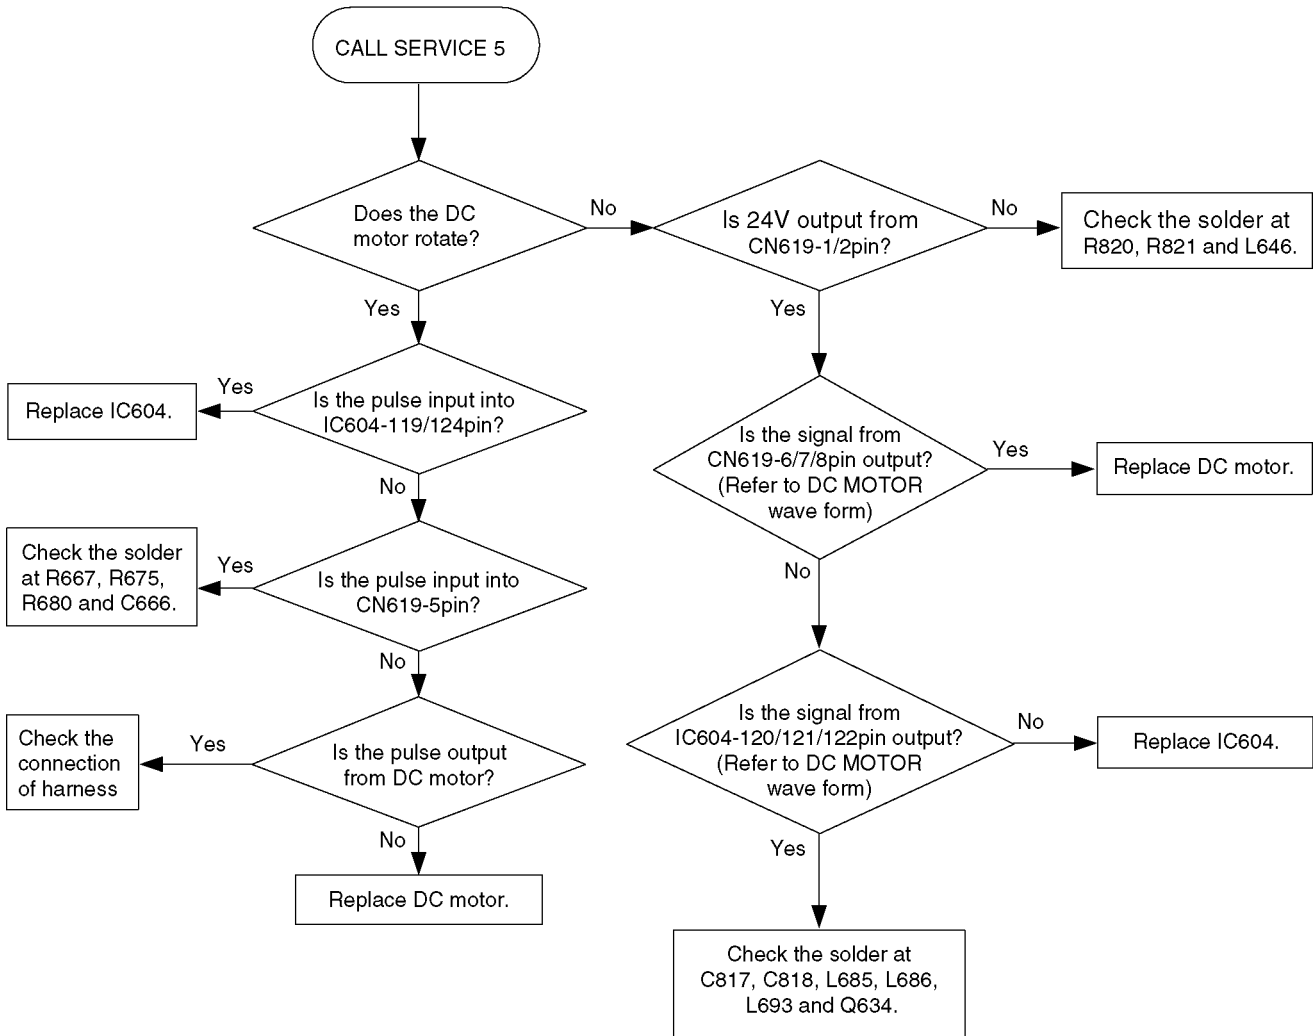 CALL SERVICE 5
Does the DC
motor rotate?
No
Is 24V output from
CN619-1/2pin?
No
Check the solder at
R820, R821 and L646.
Yes
Yes
Is the pulse input into
IC604-119/124pin?
Yes
Replace IC604.
No
Is the signal from
CN619-6/7/8pin output?
(Refer to DC MOTOR
wave form)
Yes
Replace DC motor.
No
Is the pulse input into
CN619-5pin?
Yes
Check the solder
at R667, R675,
R680 and C666.
No
Is the signal from
IC604-120/121/122pin output?
(Refer to DC MOTOR
wave form)
No
Replace IC604.
Is the pulse output
from DC motor?
Yes
Check the
connection
of harness
No
Replace DC motor.
Yes
Check the solder at
C817, C818, L685, L686,
L693 and Q634.